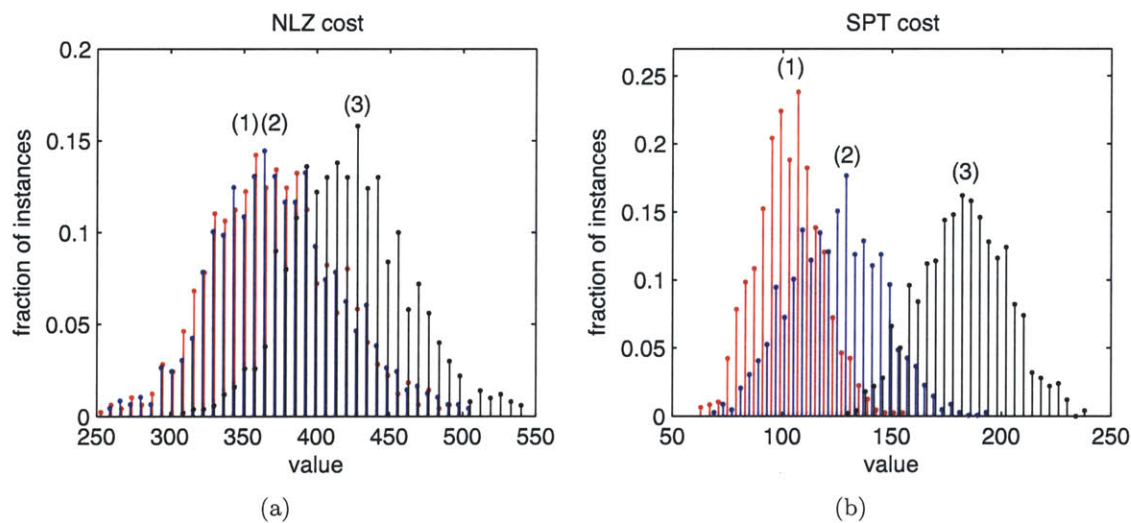 NLZ cost
0.2
0.15
0.1
0.05
0
(1) (2)
(3)
250 300 350 400 450 500 550
fraction of instances
value
(a)
SPT cost
0.25
0.2
0.15
0.1
0.05
0
(1)
(2)
(3)
50 100 150 200 250
fraction of instances
value
(b)